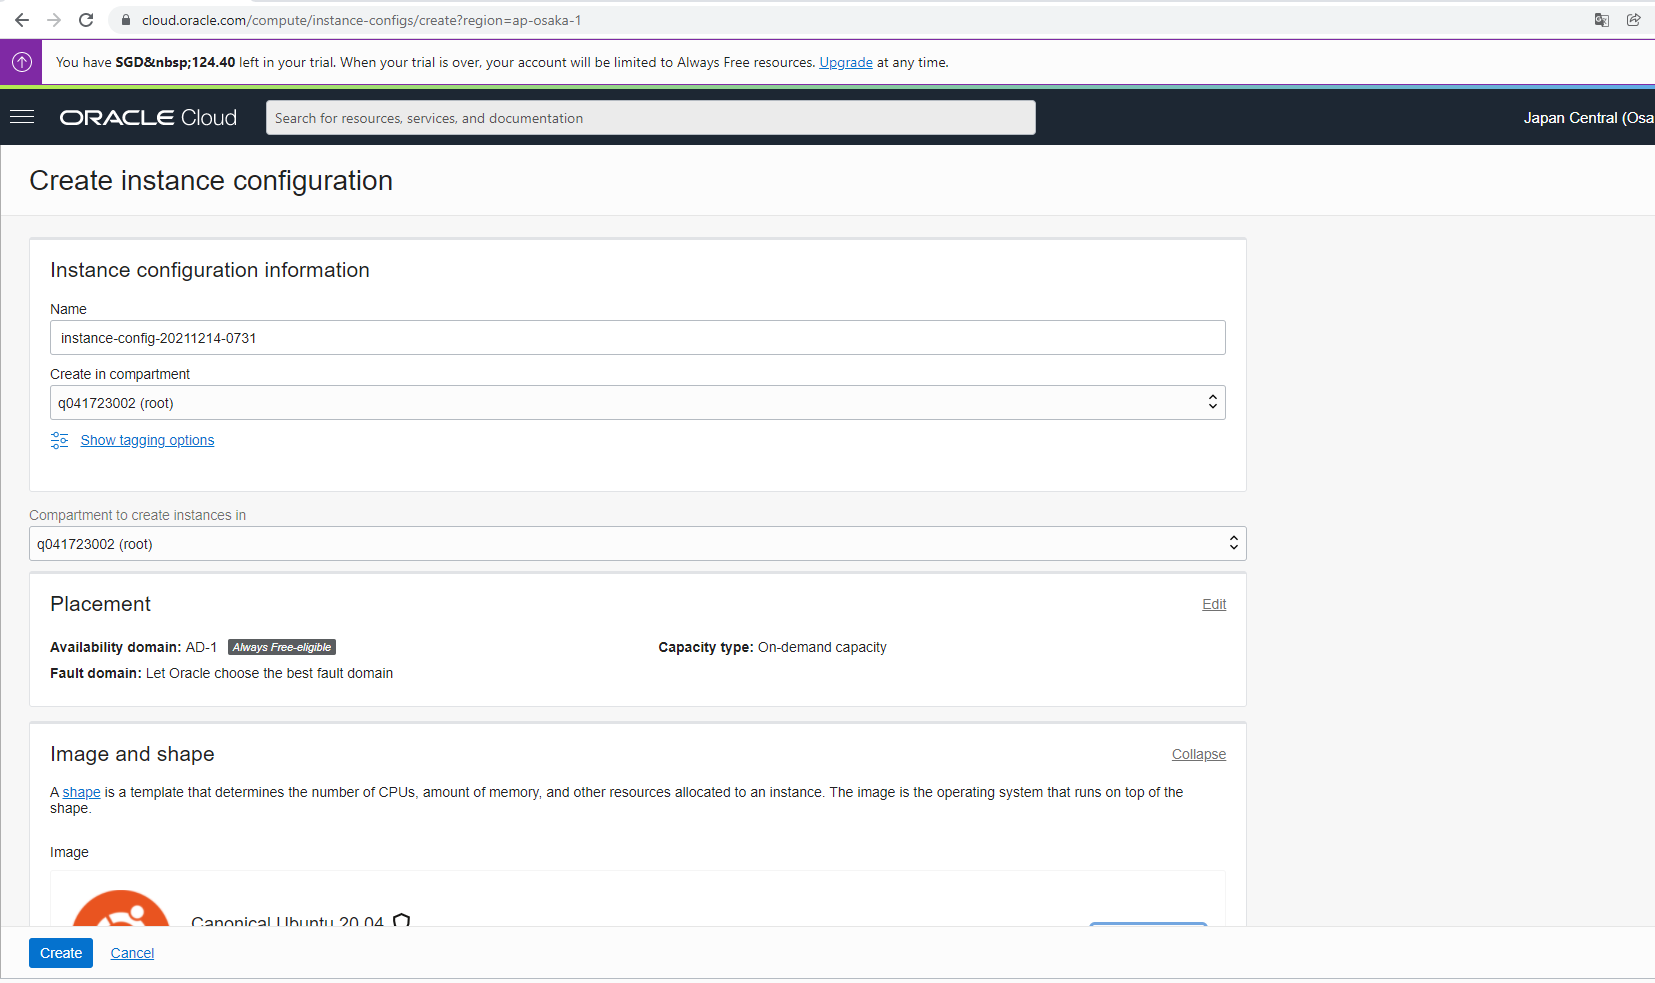 cloud.oracle.com/compute/instance-configs/create?region=ap-osaka-1
You have SGD&nbsp;124.40 left in your trial. When your trial is over, your account will be limited to Always Free resources. Upgrade at any time.
ORACLE Cloud
Search for resources, services, and documentation
Japan Central (Osa
Create instance configuration
Instance configuration information
Name
instance-config-20211214-0731
Create in compartment
q041723002 (root)
Show tagging options
Compartment to create instances in
q041723002 (root)
Placement
Edit
Availability domain: AD-1 Always Free-eligible
Capacity type: On-demand capacity
Fault domain: Let Oracle choose the best fault domain
Image and shape
Collapse
A shape is a template that determines the number of CPUs, amount of memory, and other resources allocated to an instance. The image is the operating system that runs on top of the
shape.
Image
Canonical Ubuntu 20.04
Create
Cancel